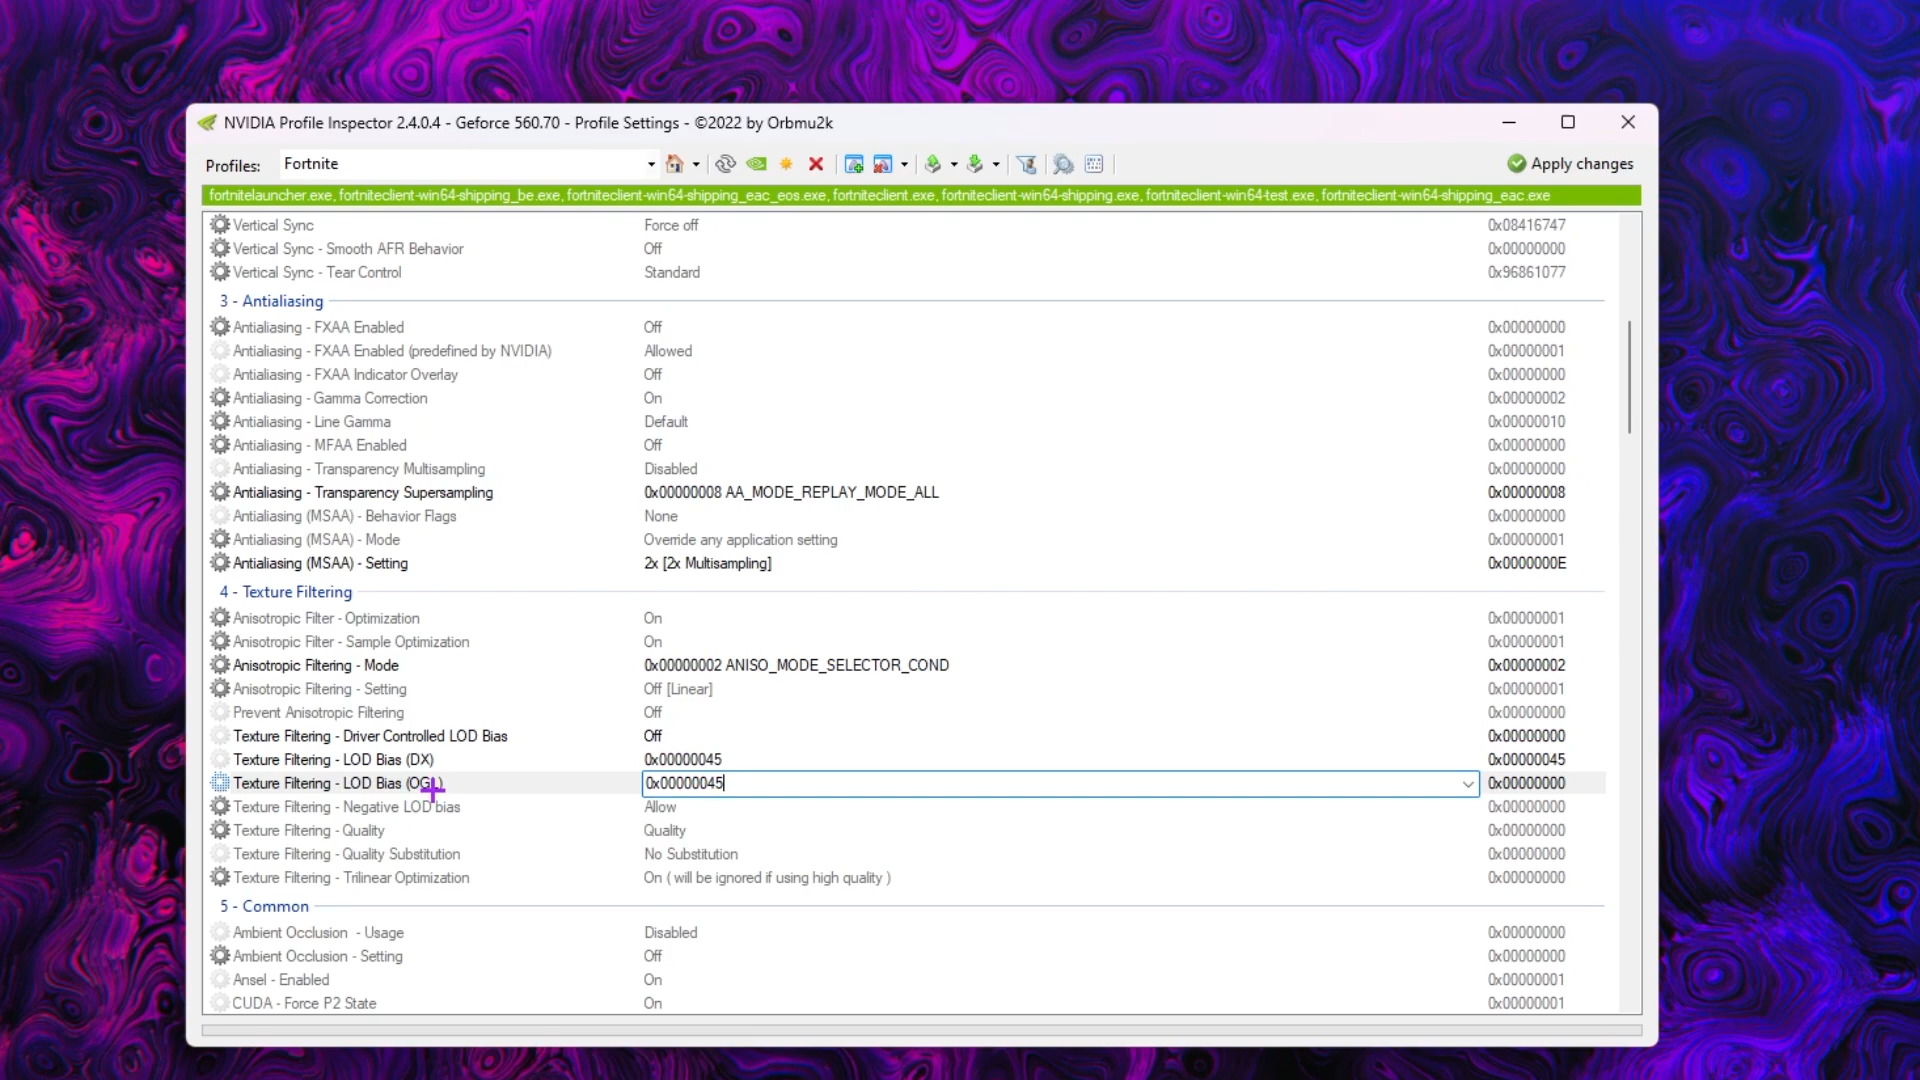 NVIDIA Profile Inspector 2.4.0.4 - Geforce 560.70 - Profile Settings - ©2022 by Orbmu2k
Profiles: Fortnite Apply changes
fortnitelauncher.exe, fortniteclient-win64-shipping_be.exe, fortniteclient-win64-shipping_eac_eos.exe, fortniteclient.exe, fortniteclient-win64-shipping.exe, fortniteclient-win64-test.exe, fortniteclient-win64-shipping_eac.exe
Vertical Sync Force off 0x08416747
Vertical Sync - Smooth AFR Behavior Off 0x00000000
Vertical Sync - Tear Control Standard 0x96861077
3 - Antialiasing
Antialiasing - FXAA Enabled Off 0x00000000
Antialiasing - FXAA Enabled (predefined by NVIDIA) Allowed 0x00000001
Antialiasing - FXAA Indicator Overlay Off 0x00000000
Antialiasing - Gamma Correction On 0x00000002
Antialiasing - Line Gamma Default 0x00000010
Antialiasing - MFAA Enabled Off 0x00000000
Antialiasing - Transparency Multisampling Disabled 0x00000000
Antialiasing - Transparency Supersampling 0x00000008 AA_MODE_REPLAY_MODE_ALL 0x00000008
Antialiasing (MSAA) - Behavior Flags None 0x00000000
Antialiasing (MSAA) - Mode Override any application setting 0x00000001
Antialiasing (MSAA) - Setting 2x [2x Multisampling] 0x0000000E
4 - Texture Filtering
Anisotropic Filter - Optimization On 0x00000001
Anisotropic Filter - Sample Optimization On 0x00000001
Anisotropic Filtering - Mode 0x00000002 ANISO_MODE_SELECTOR_COND 0x00000002
Anisotropic Filtering - Setting Off [Linear] 0x00000001
Prevent Anisotropic Filtering Off 0x00000000
Texture Filtering - Driver Controlled LOD Bias Off 0x00000000
Texture Filtering - LOD Bias (DX) 0x00000045 0x00000045
Texture Filtering - LOD Bias (OGL) 0x00000045 0x00000000
Texture Filtering - Negative LOD bias Allow 0x00000000
Texture Filtering - Quality Quality 0x00000000
Texture Filtering - Quality Substitution No Substitution 0x00000000
Texture Filtering - Trilinear Optimization On ( will be ignored if using high quality ) 0x00000000
5 - Common
Ambient Occlusion - Usage Disabled 0x00000000
Ambient Occlusion - Setting Off 0x00000000
Ansel - Enabled On 0x00000001
CUDA - Force P2 State On 0x00000001